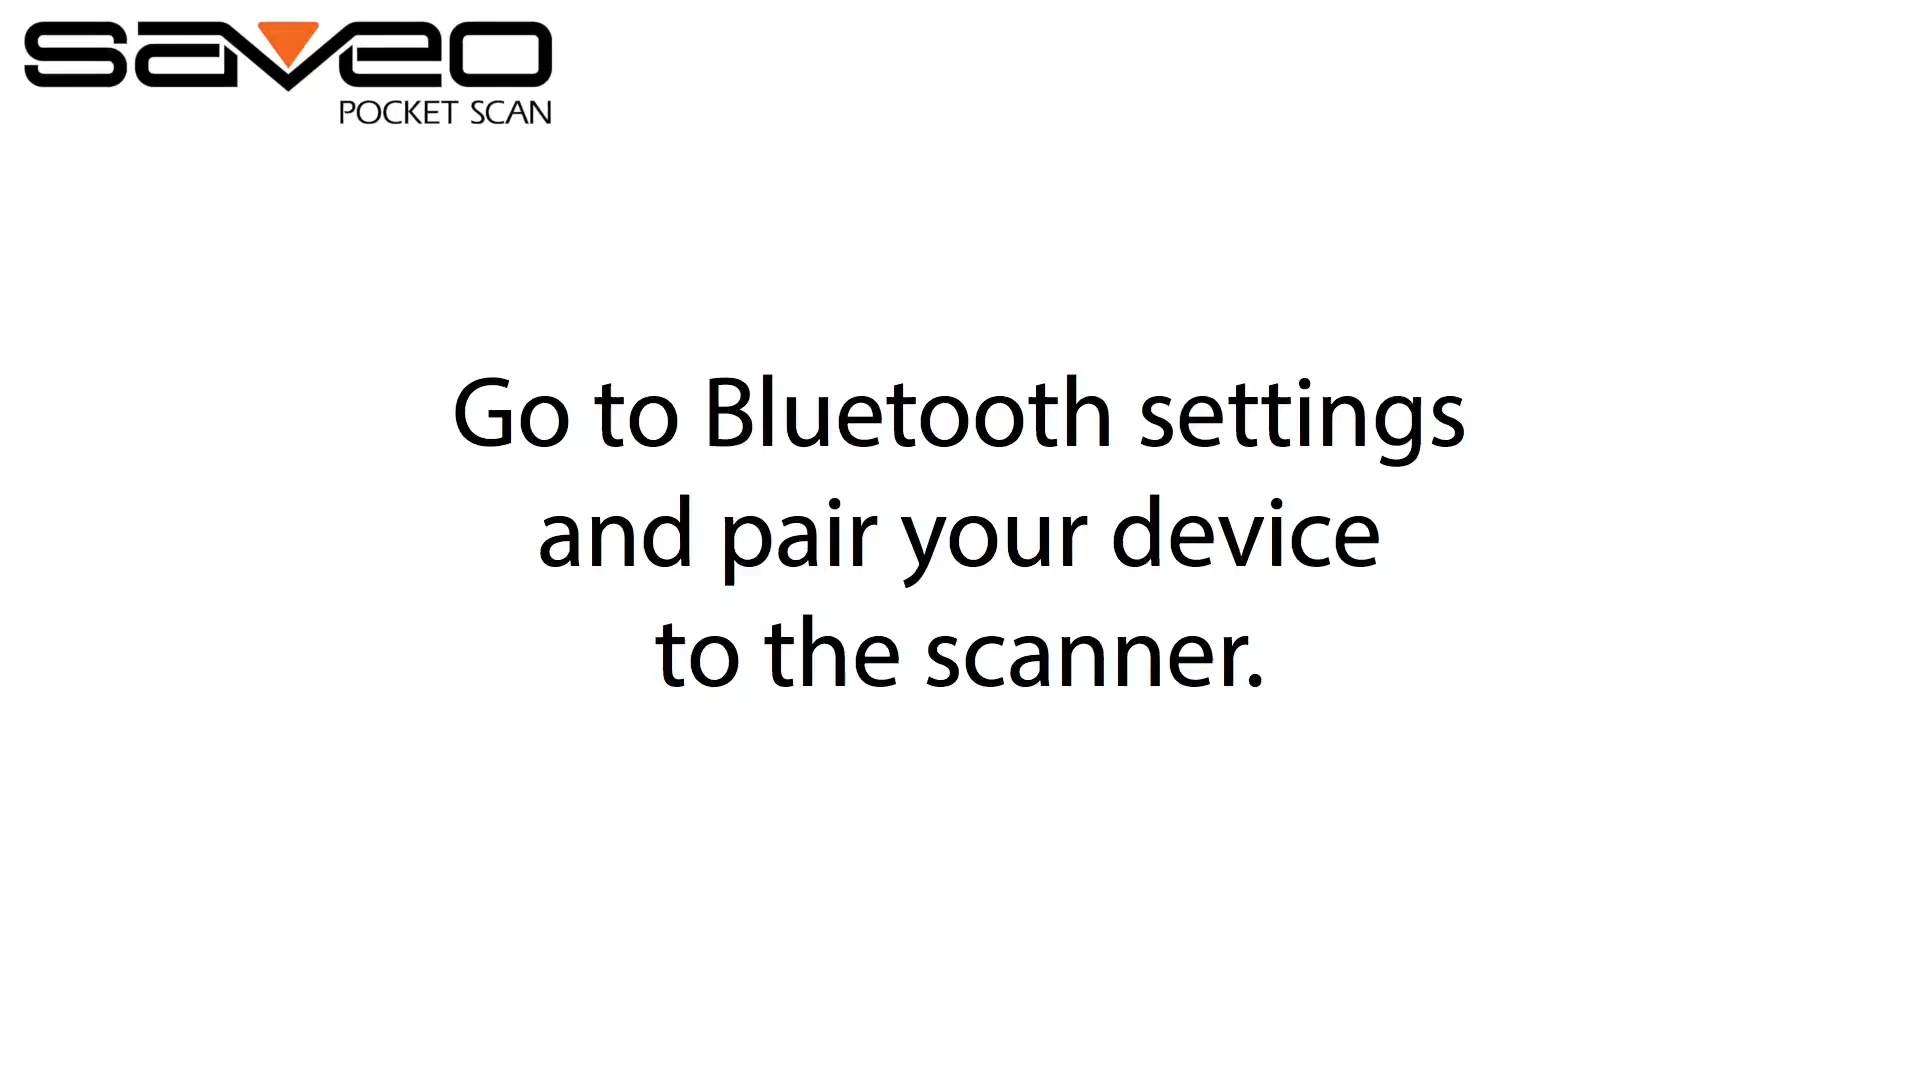 saveo
POCKET SCAN
Go to Bluetooth settings
and pair your device
to the scanner.